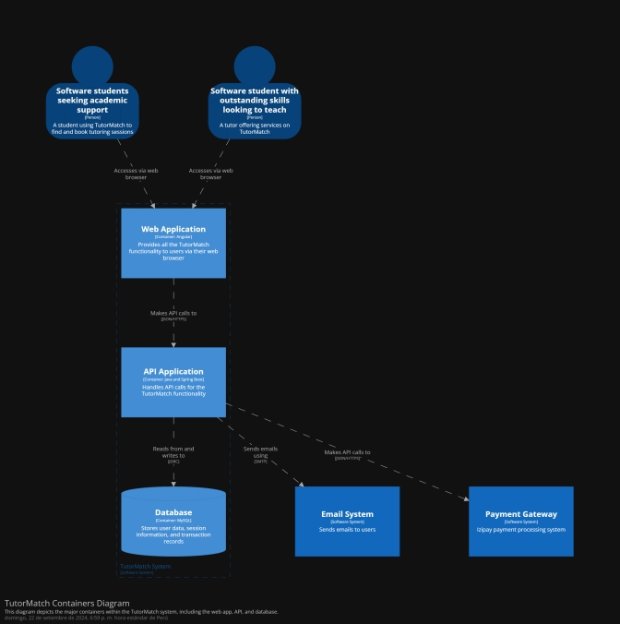 Software students
seeking academic
support
[Person]
A student using TutorMatch to
find and book tutoring sessions
Software student with
outstanding skills
looking to teach
[Person]
A tutor offering services on
TutorMatch
Accesses via web
browser
Accesses via web
browser
Web Application
[Container: Angular]
Provides all the TutorMatch
functionality to users via their web
browser
Makes API calls to
[JSON/HTTPS]
API Application
[Container: Java and Spring Boot]
Handles API calls for the
TutorMatch functionality
Reads from and
writes to
Sends emails
using
[SMTP]
Makes API calls to
[JSON/HTTPS]
Database
[Container: MySQL]
Stores user data, session
information, and transaction
records
Email System
[Software System]
Sends emails to users
Payment Gateway
[Software System]
Izipay payment processing system
TutorMatch System
[Software System]
TutorMatch Containers Diagram
This diagram depicts the major containers within the TutorMatch system, including the web app, API, and database.
domingo, 22 de setiembre de 2024, p. m. hora estándar de Perú